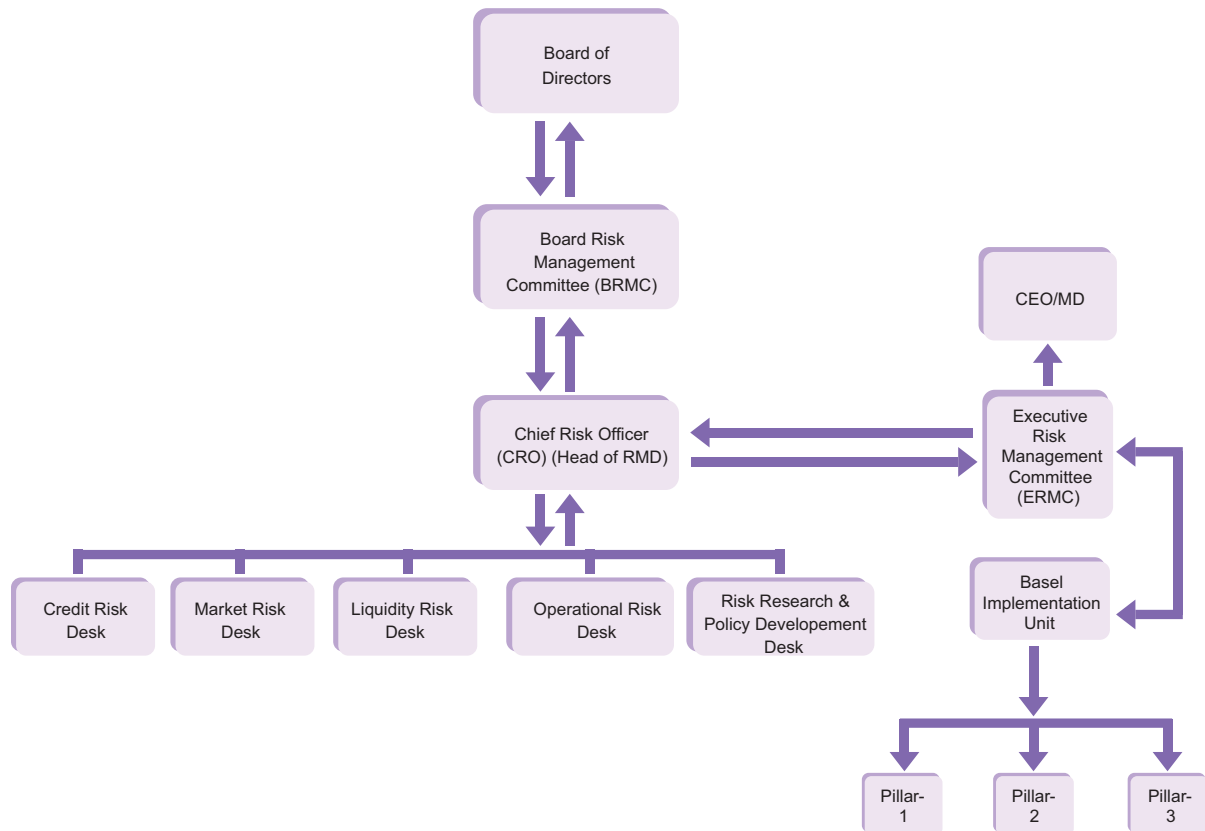 Board of
Directors
Board Risk
Management
Committee (BRMC)
CEO/MD
Chief Risk Officer
(CRO) (Head of RMD)
Executive
Risk
Management
Committee
(ERMC)
Credit Risk
Desk
Market Risk
Desk
Liquidity Risk
Desk
Operational Risk
Desk
Risk Research &
Policy Developement
Desk
Basel
Implementation
Unit
Pillar-
1
Pillar-
2
Pillar-
3